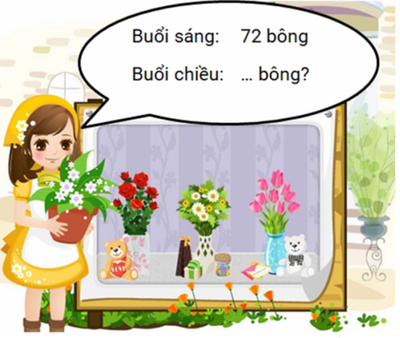 Buổi sáng: 72 bông
Buổi chiều: ... bông?